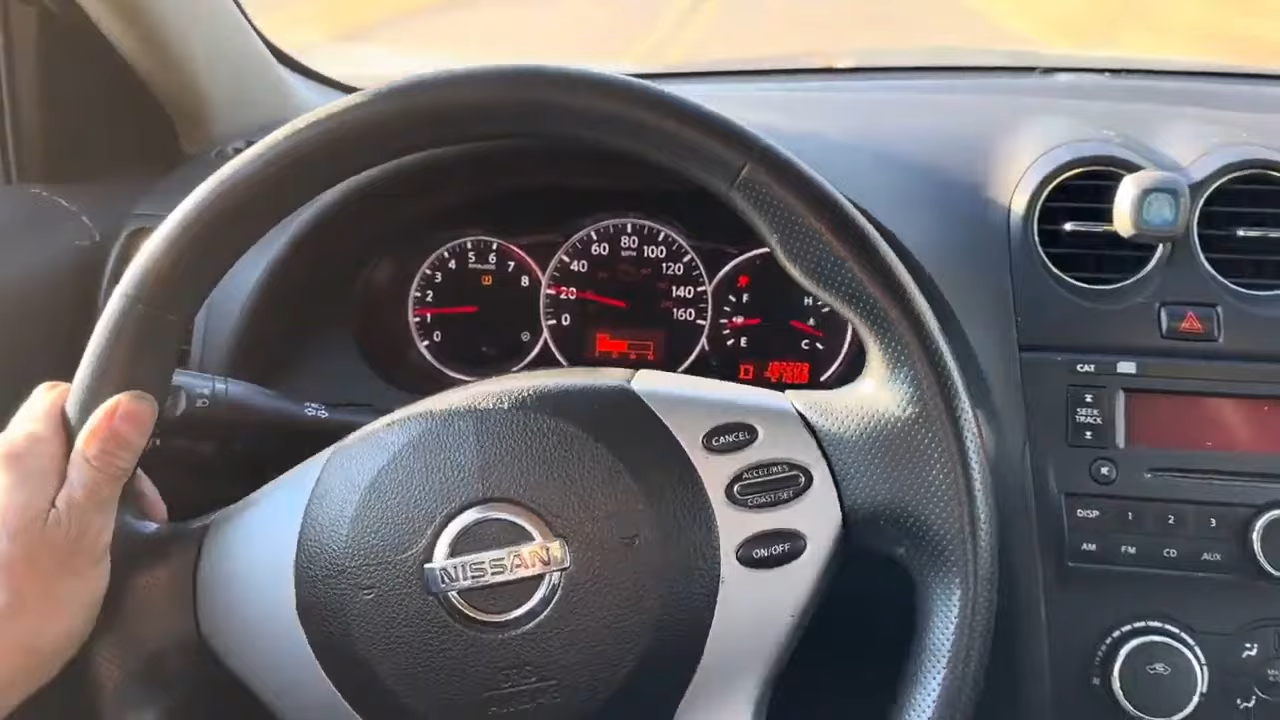 5 6
4 7
3 8
2
1
0
80
60 100
MPH
40 120
20 140
0 160
F H
E C
CANCEL
ACCEL/RES
COAST/SET
ON/OFF
NISSAN
CAT
SEEK
TRACK
DISP 1 2 3
AM FM CD AUX